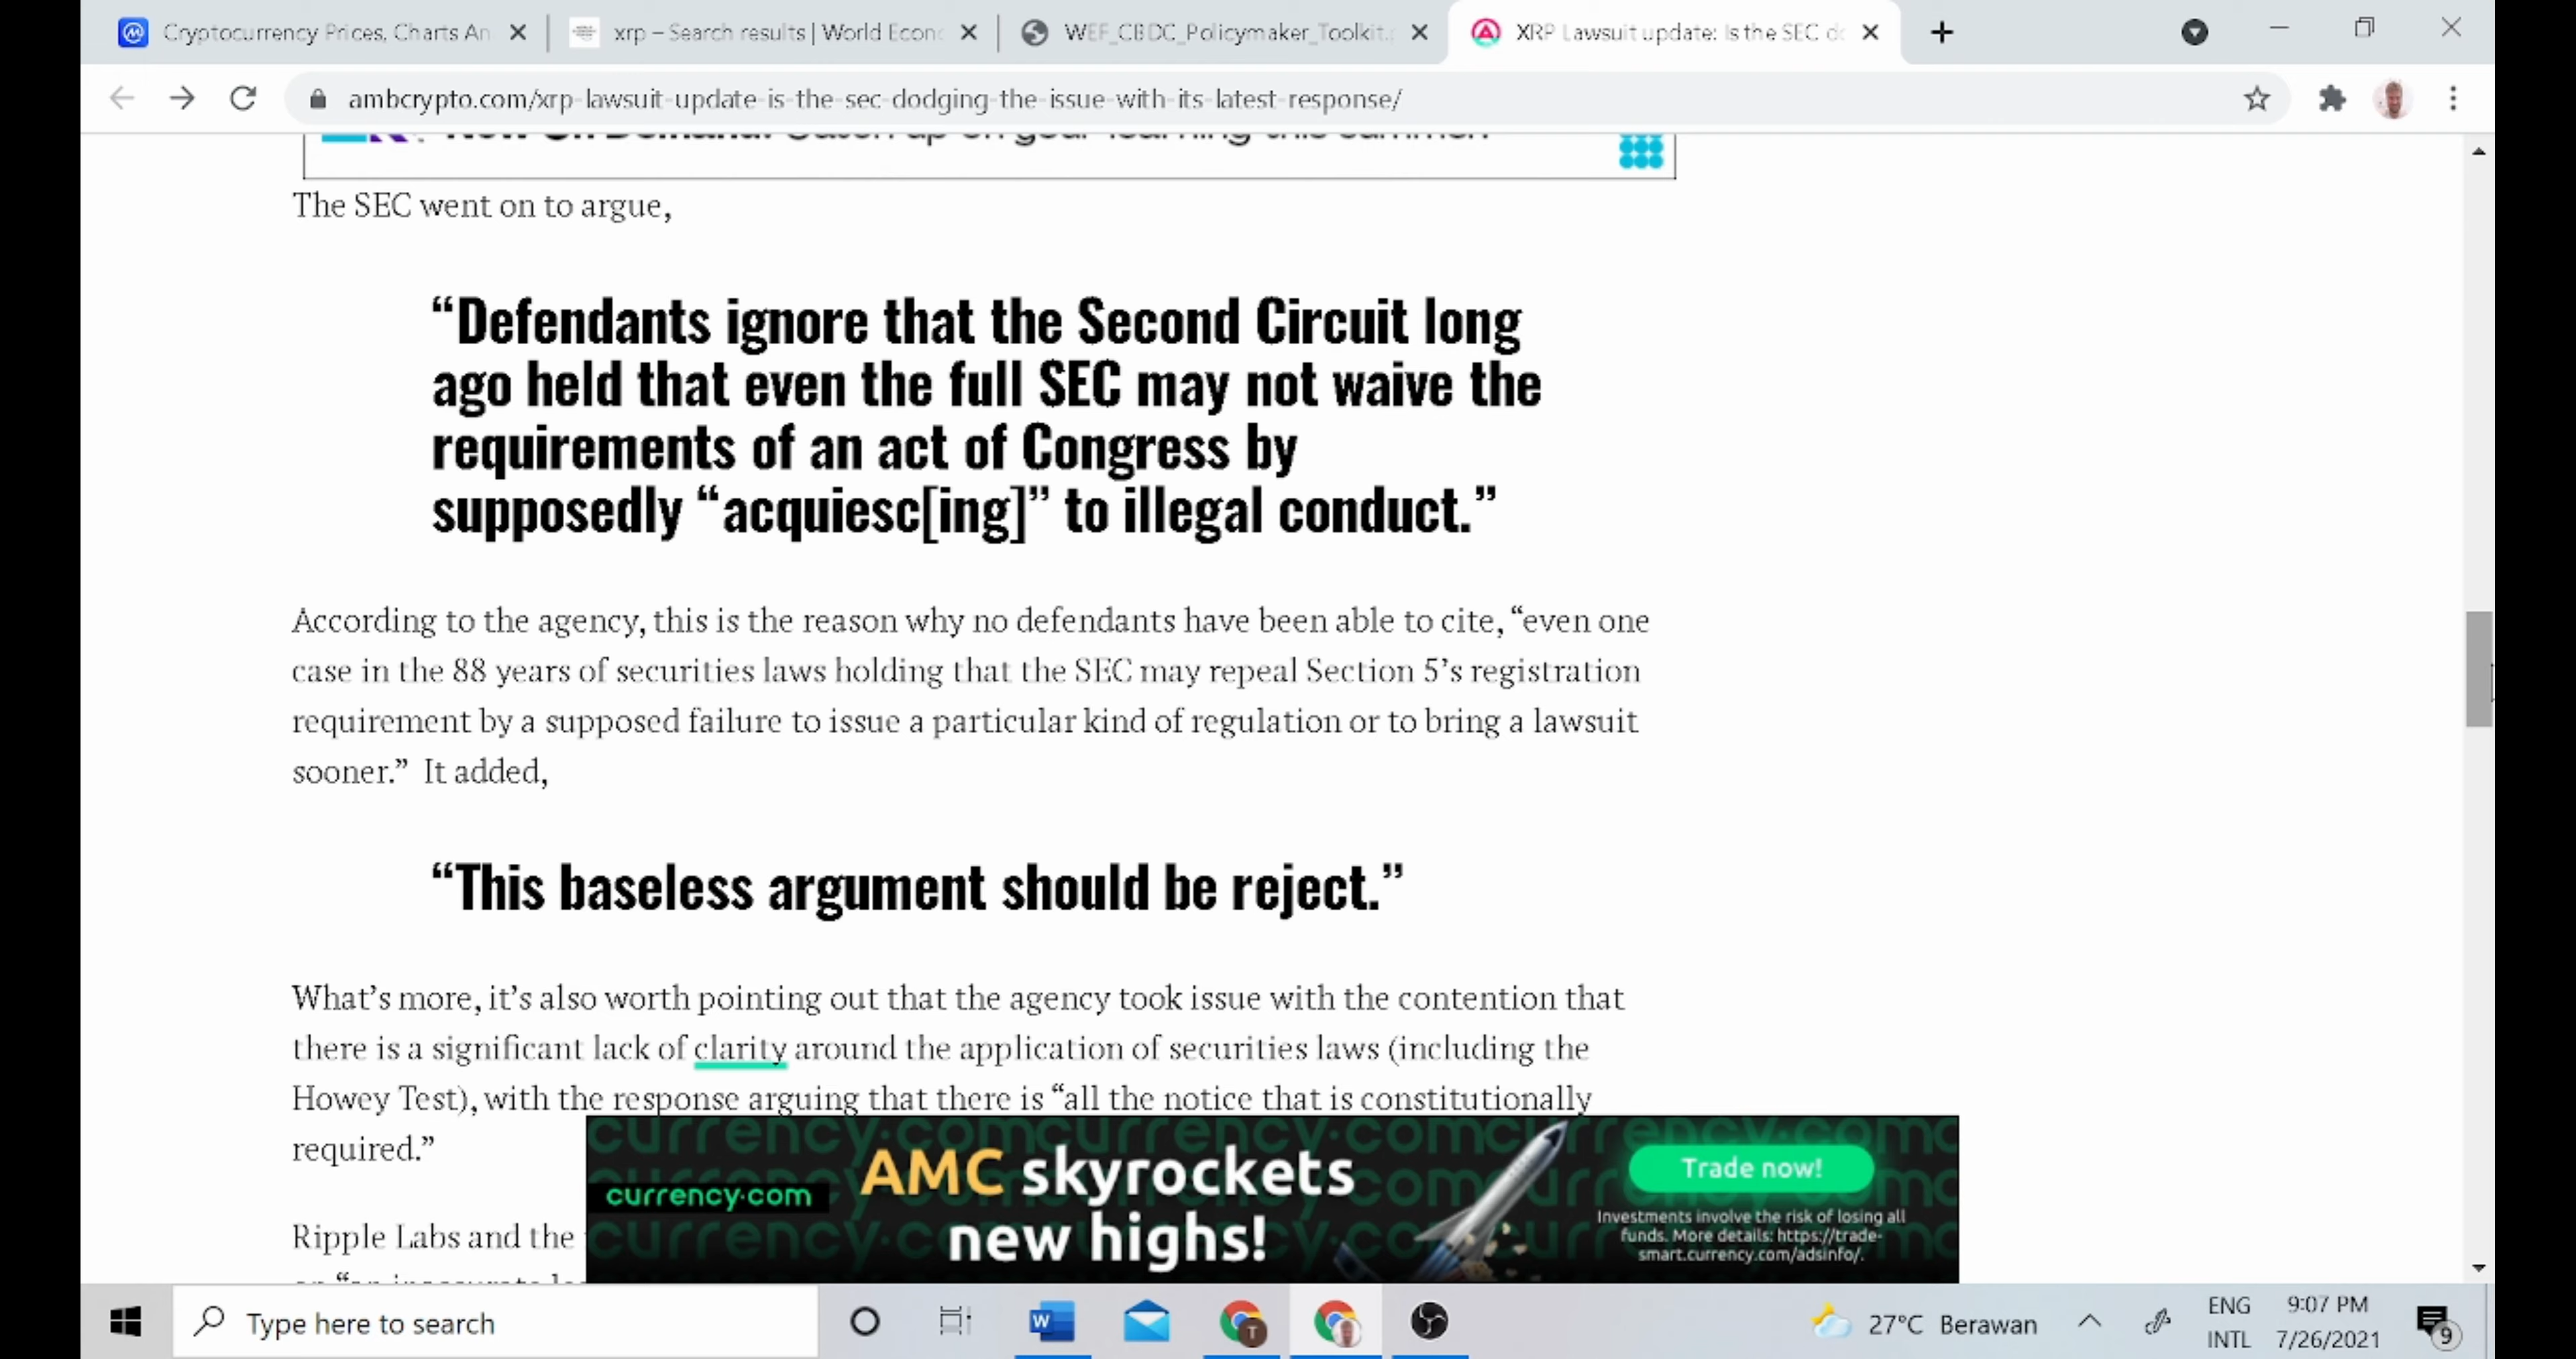 Cryptocurrency Prices, Charts An
xrp – Search results | World Econ
WEF_CBDC_Policymaker_Toolkit.
XRP Lawsuit update: Is the SEC do
ambcrypto.com/xrp-lawsuit-update-is-the-sec-dodging-the-issue-with-its-latest-response/
The SEC went on to argue,
“Defendants ignore that the Second Circuit long
ago held that even the full SEC may not waive the
requirements of an act of Congress by
supposedly “acquiesc[ing]” to illegal conduct.”
According to the agency, this is the reason why no defendants have been able to cite, “even one
case in the 88 years of securities laws holding that the SEC may repeal Section 5’s registration
requirement by a supposed failure to issue a particular kind of regulation or to bring a lawsuit
sooner.” It added,
“This baseless argument should be reject.”
What’s more, it’s also worth pointing out that the agency took issue with the contention that
there is a significant lack of clarity around the application of securities laws (including the
Howey Test), with the response arguing that there is “all the notice that is constitutionally
required.”
Ripple Labs and the
currency.com
AMC skyrockets
new highs!
Trade now!
Investments involve the risk of losing all
funds. More details: https://trade-
smart.currency.com/adsinfo/.
Type here to search
27°C Berawan
ENG
INTL
9:07 PM
7/26/2021
9